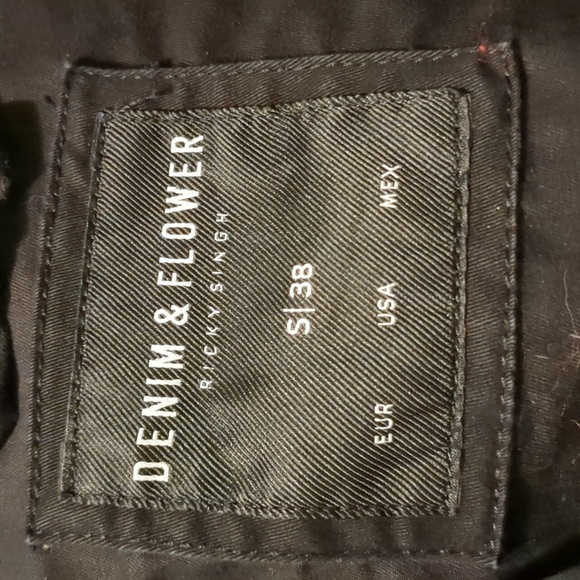 DENIM & FLOWER
RICKY SINGH
S|38
EUR USA MEX